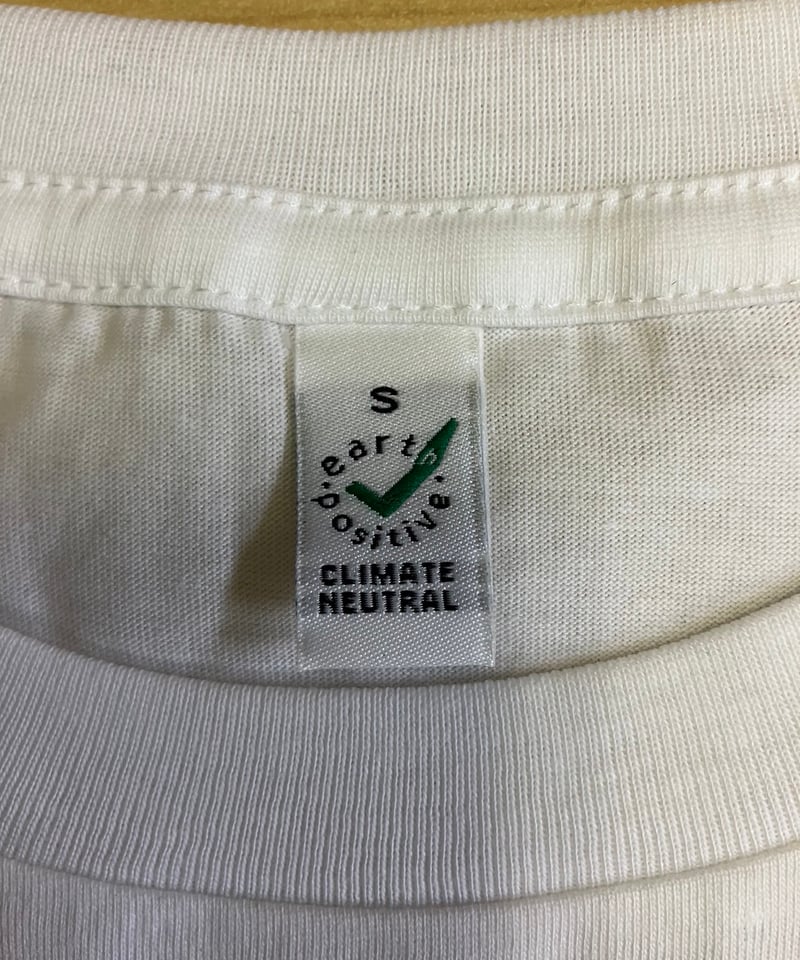 S
earth
positive
CLIMATE
NEUTRAL